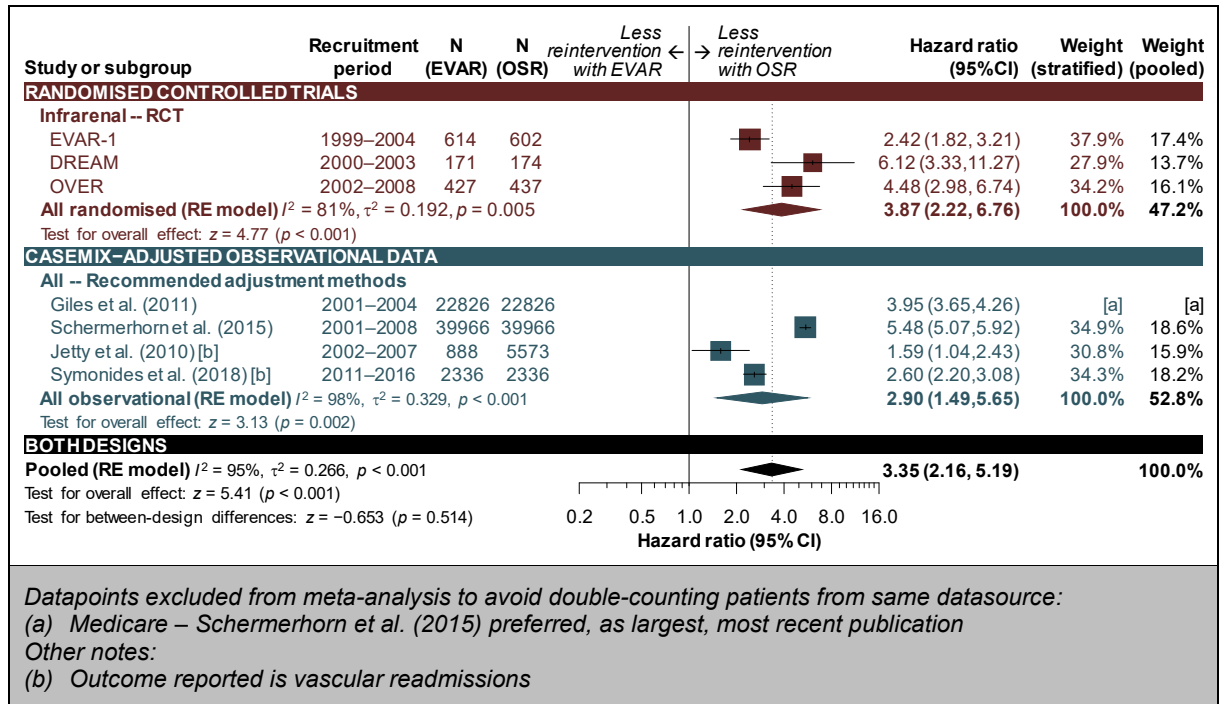 Less Less
Recruitment N N reintervention ← → reintervention Hazard ratio Weight Weight
Study or subgroup period (EVAR) (OSR) with EVAR with OSR (95%CI) (stratified) (pooled)
RANDOMISED CONTROLLED TRIALS
Infrarenal -- RCT
EVAR-1 1999–2004 614 602 2.42 (1.82, 3.21) 37.9% 17.4%
DREAM 2000–2003 171 174 6.12 (3.33,11.27) 27.9% 13.7%
OVER 2002–2008 427 437 4.48 (2.98, 6.74) 34.2% 16.1%
All randomised (RE model) I² = 81%, τ² = 0.192, p = 0.005 3.87 (2.22, 6.76) 100.0% 47.2%
Test for overall effect: z = 4.77 (p < 0.001)
CASEMIX−ADJUSTED OBSERVATIONAL DATA
All -- Recommended adjustment methods
Giles et al. (2011) 2001–2004 22826 22826 3.95 (3.65,4.26) [a] [a]
Schermerhorn et al. (2015) 2001–2008 39966 39966 5.48 (5.07,5.92) 34.9% 18.6%
Jetty et al. (2010) [b] 2002–2007 888 5573 1.59 (1.04,2.43) 30.8% 15.9%
Symonides et al. (2018) [b] 2011–2016 2336 2336 2.60 (2.20,3.08) 34.3% 18.2%
All observational (RE model) I² = 98%, τ² = 0.329, p < 0.001 2.90 (1.49,5.65) 100.0% 52.8%
Test for overall effect: z = 3.13 (p = 0.002)
BOTH DESIGNS
Pooled (RE model) I² = 95%, τ² = 0.266, p < 0.001 3.35 (2.16, 5.19) 100.0%
Test for overall effect: z = 5.41 (p < 0.001)
Test for between-design differences: z = −0.653 (p = 0.514)
0.2 0.5 1.0 2.0 4.0 8.0 16.0
Hazard ratio (95% CI)
Datapoints excluded from meta-analysis to avoid double-counting patients from same datasource:
(a) Medicare – Schermerhorn et al. (2015) preferred, as largest, most recent publication
Other notes:
(b) Outcome reported is vascular readmissions